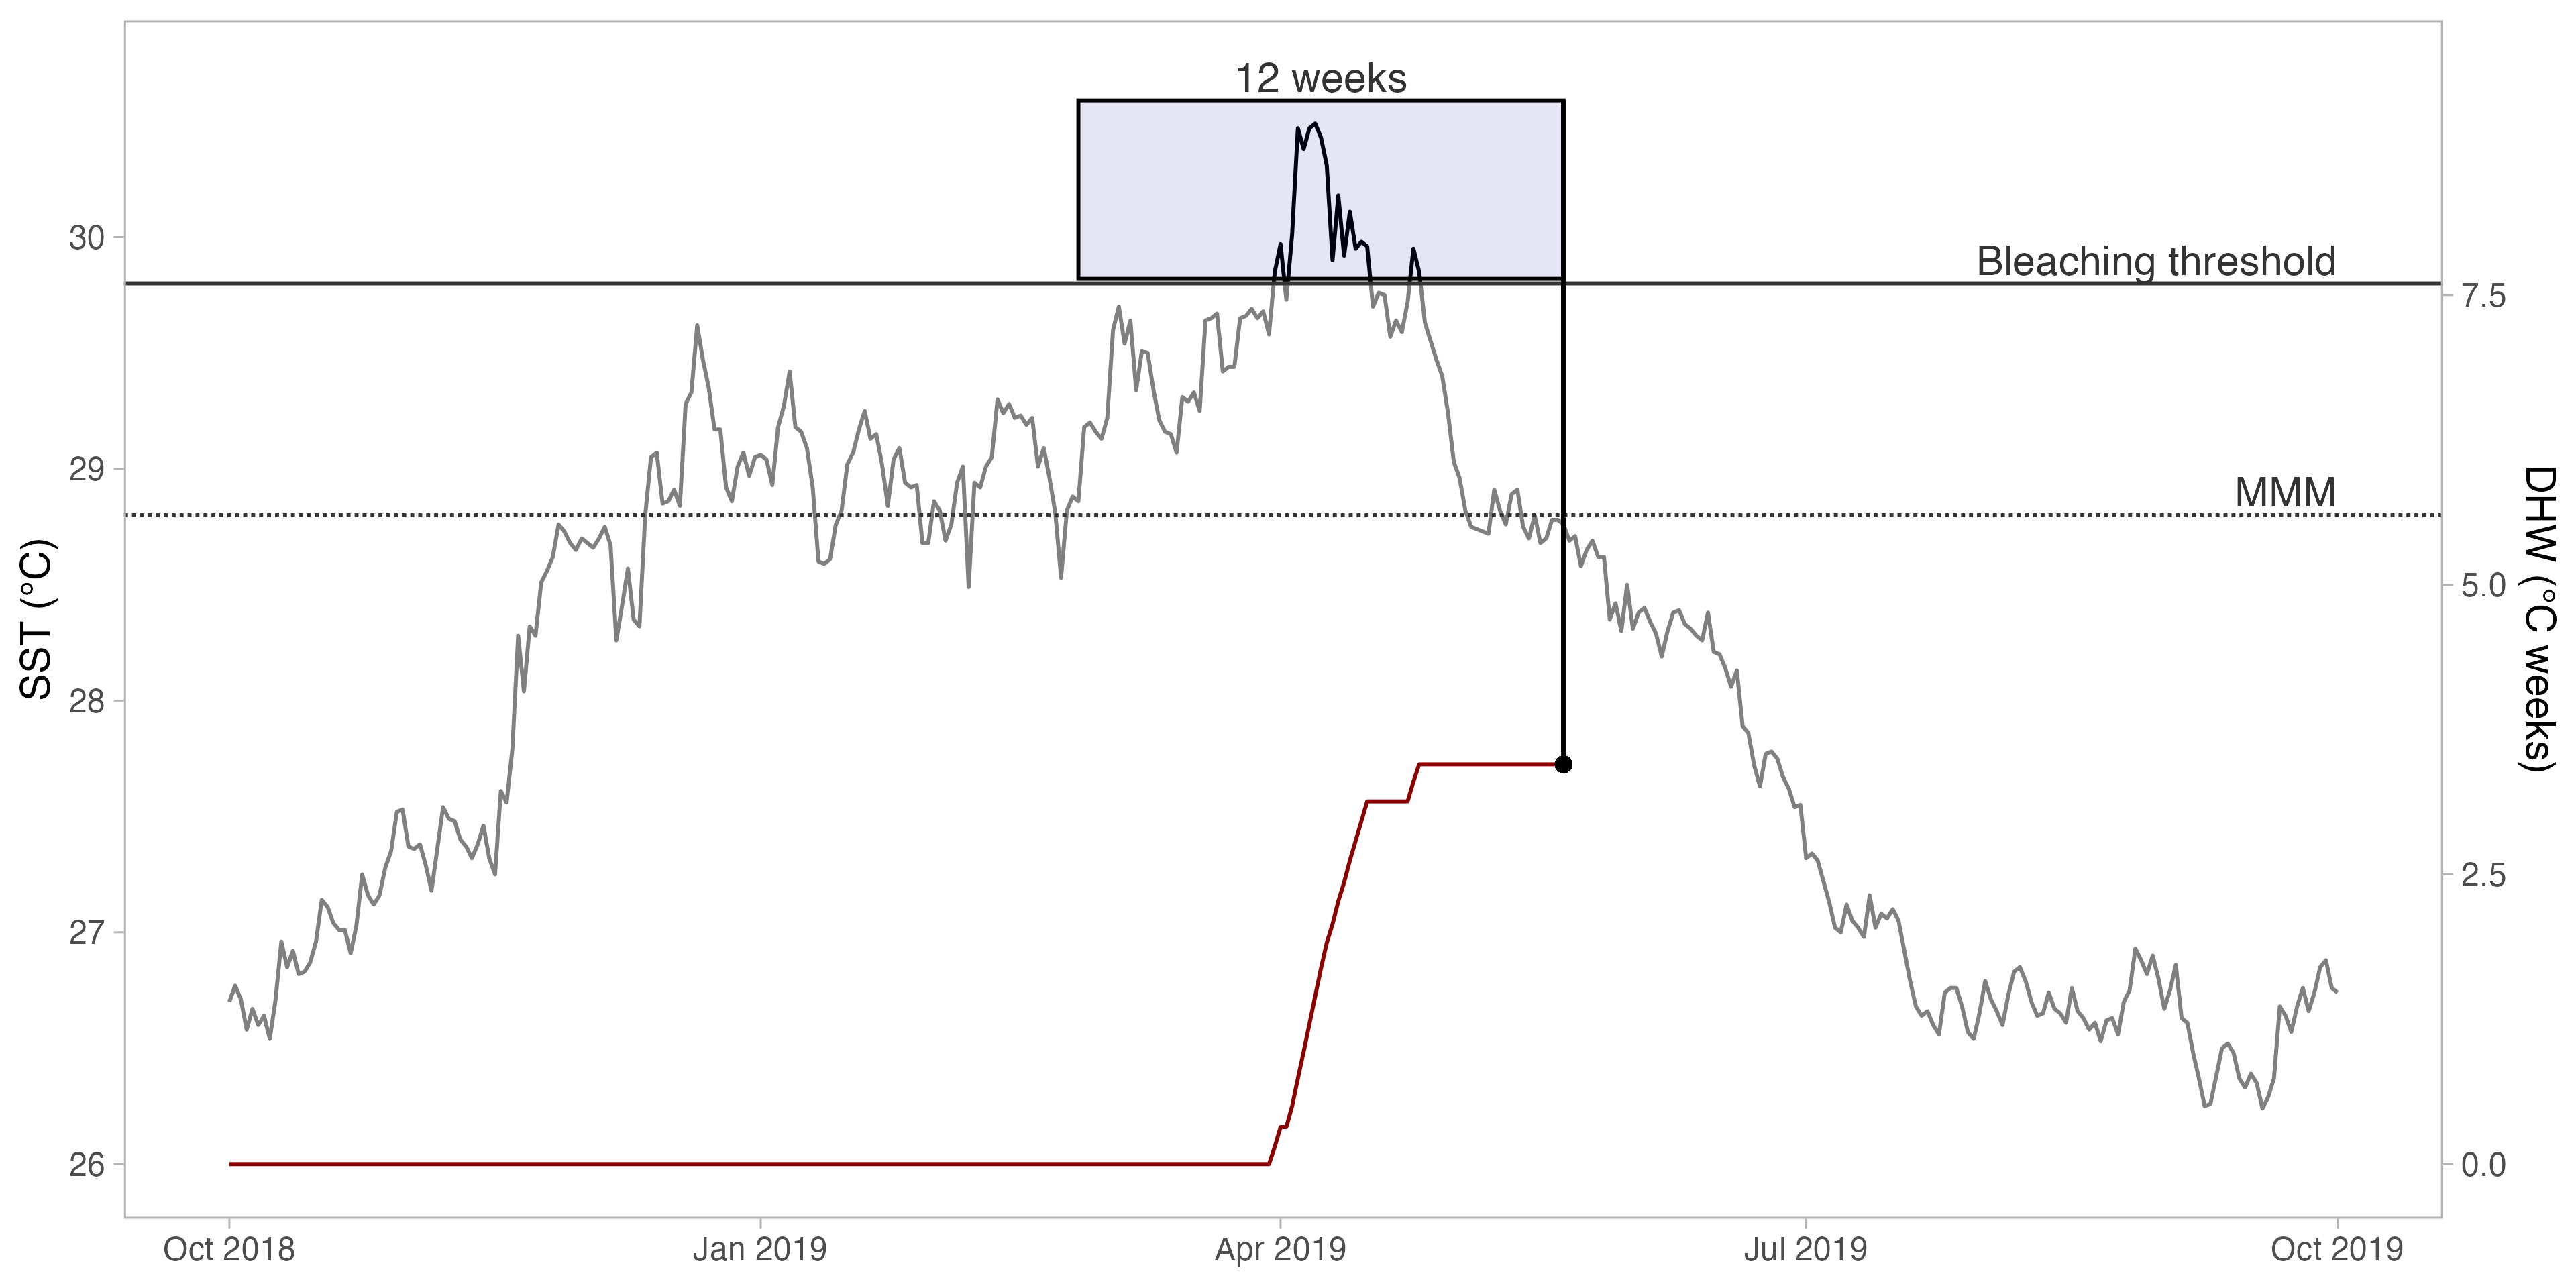 12 weeks
30
Bleaching threshold
7.5
29
MMM
SST (°C)
DHW (°C weeks)
5.0
28
27
2.5
26
0.0
Oct 2018
Jan 2019
Apr 2019
Jul 2019
Oct 2019